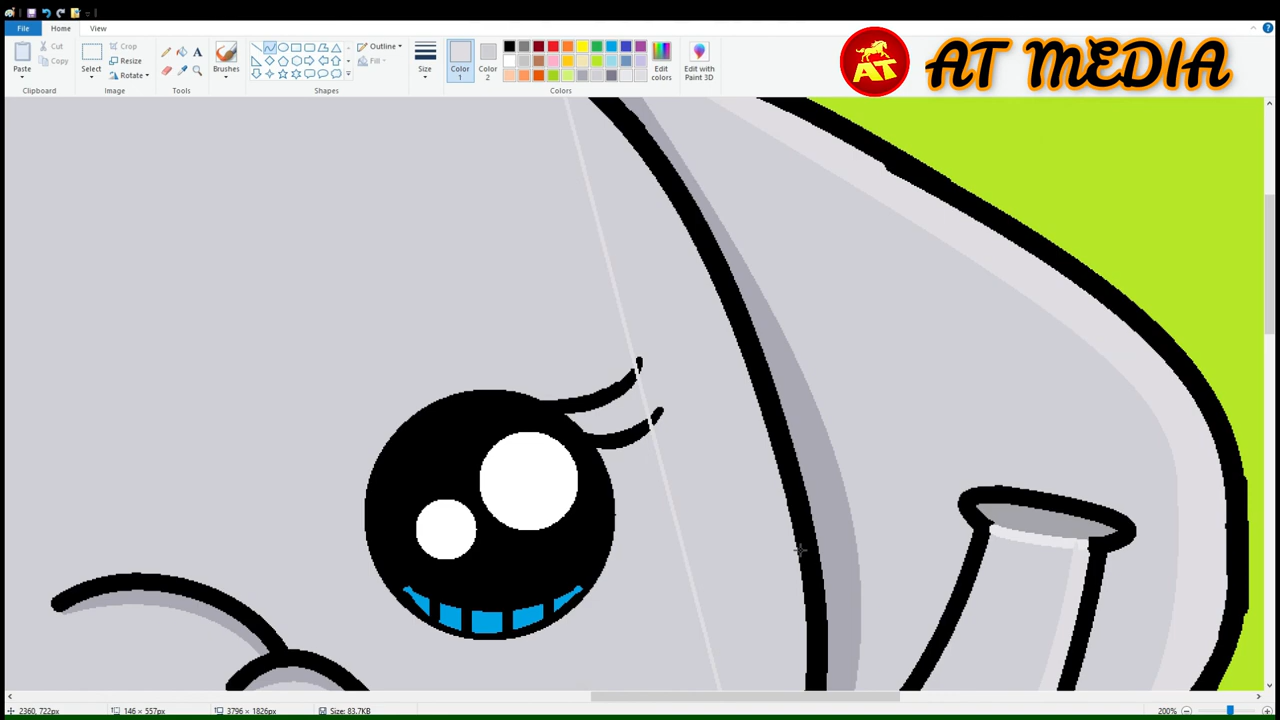 File Home View
Paste Cut Copy Clipboard
Select Crop Resize Rotate Image
A Tools
Brushes
Outline Fill Shapes
Size
Color 1 Color 2 Edit colors Colors
Edit with Paint 3D
AT AT MEDIA
2360, 722px 146 × 557px 3796 × 1826px Size: 83.7KB 200%